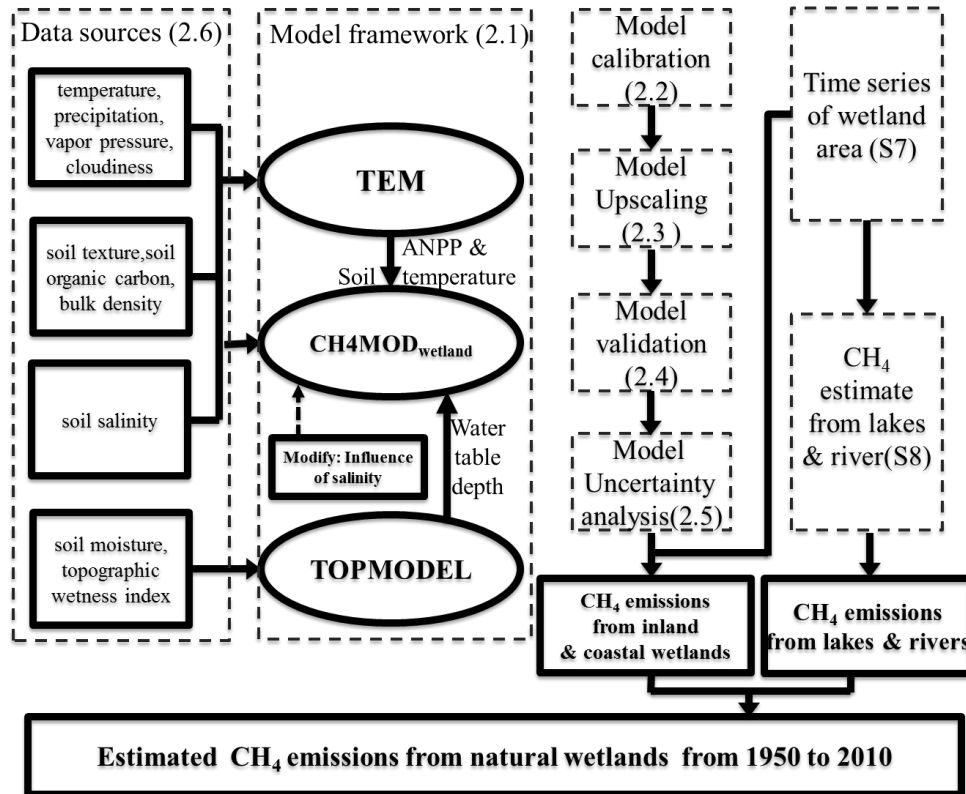 Data sources (2.6)
temperature,
precipitation,
vapor pressure,
cloudiness
soil texture,soil
organic carbon,
bulk density
soil salinity
soil moisture,
topographic
wetness index
Model framework (2.1)
TEM
ANPP &
Soil temperature
CH4MODwetland
Modify: Influence
of salinity
Water
table
depth
TOPMODEL
Model
calibration
(2.2)
Model
Upscaling
(2.3 )
Model
validation
(2.4)
Model
Uncertainty
analysis(2.5)
CH₄ emissions
from inland
& coastal wetlands
Time series
of wetland
area (S7)
CH₄
estimate
from lakes
& river(S8)
CH₄ emissions
from lakes & rivers
Estimated CH₄ emissions from natural wetlands from 1950 to 2010